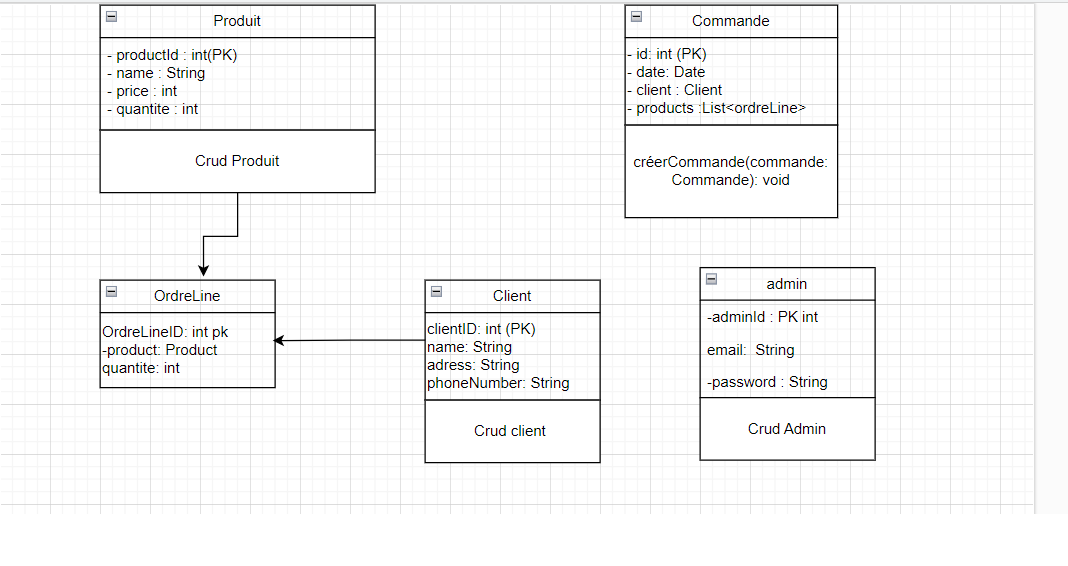 Produit
- productId : int(PK)
- name : String
- price : int
- quantite : int
Crud Produit
Commande
- id: int (PK)
- date: Date
- client : Client
- products :List<ordreLine>
créerCommande(commande:
Commande): void
OrdreLine
OrdreLineID: int pk
-product: Product
quantite: int
Client
clientID: int (PK)
name: String
adress: String
phoneNumber: String
Crud client
admin
-adminId : PK int
email:  String
-password : String
Crud Admin